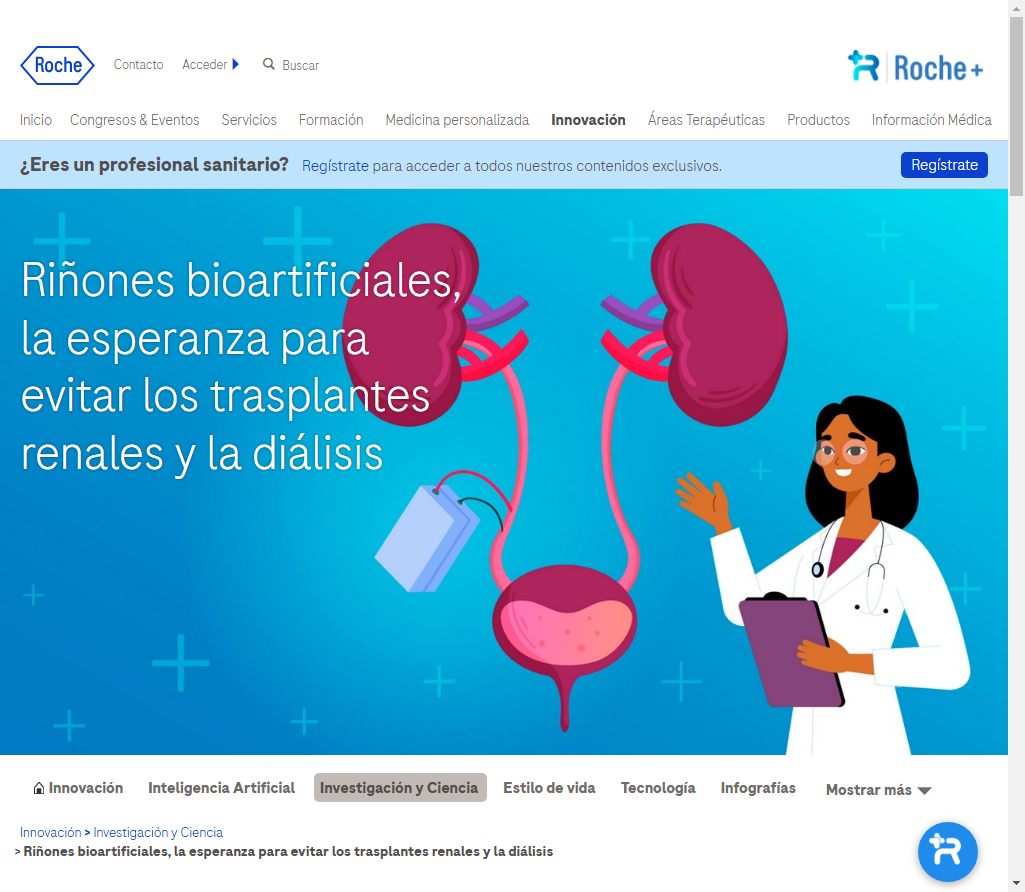 Roche
Contacto Acceder Buscar
Roche+
Inicio Congresos & Eventos Servicios Formación Medicina personalizada Innovación Áreas Terapéuticas Productos Información Médica
¿Eres un profesional sanitario? Regístrate para acceder a todos nuestros contenidos exclusivos. Regístrate
Riñones bioartificiales,
la esperanza para
evitar los trasplantes
renales y la diálisis
Innovación Inteligencia Artificial Investigación y Ciencia Estilo de vida Tecnología Infografías Mostrar más
Innovación > Investigación y Ciencia
> Riñones bioartificiales, la esperanza para evitar los trasplantes renales y la diálisis